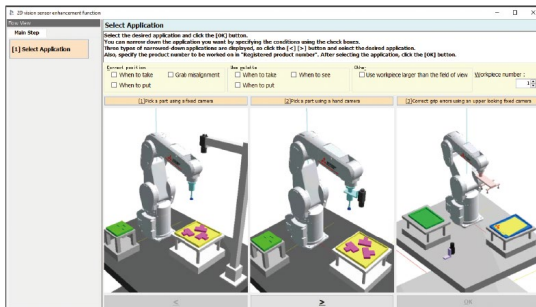 2D vision sensor enhancement function
Flow View
Main Step
[1] Select Application
Select Application
Select the desired application and click the [OK] button.
You can narrow down the application you want by specifying the conditions using the check boxes.
Three types of narrowed-down applications are displayed, so click the [<] [>] button and select the desired application.
Also, specify the product number to be worked on in "Registered product number". After selecting the application, click the [OK] button.
Correct position
When to take
Grab misalignment
When to put
Use palette
When to take
When to see
When to put
Other
Use workpiece larger than the field of view
Workpiece number :
1
[1]Pick a part using a fixed camera
[2]Pick a part using a hand camera
[3]Correct grip errors using an upper looking fixed camera
<
>
OK